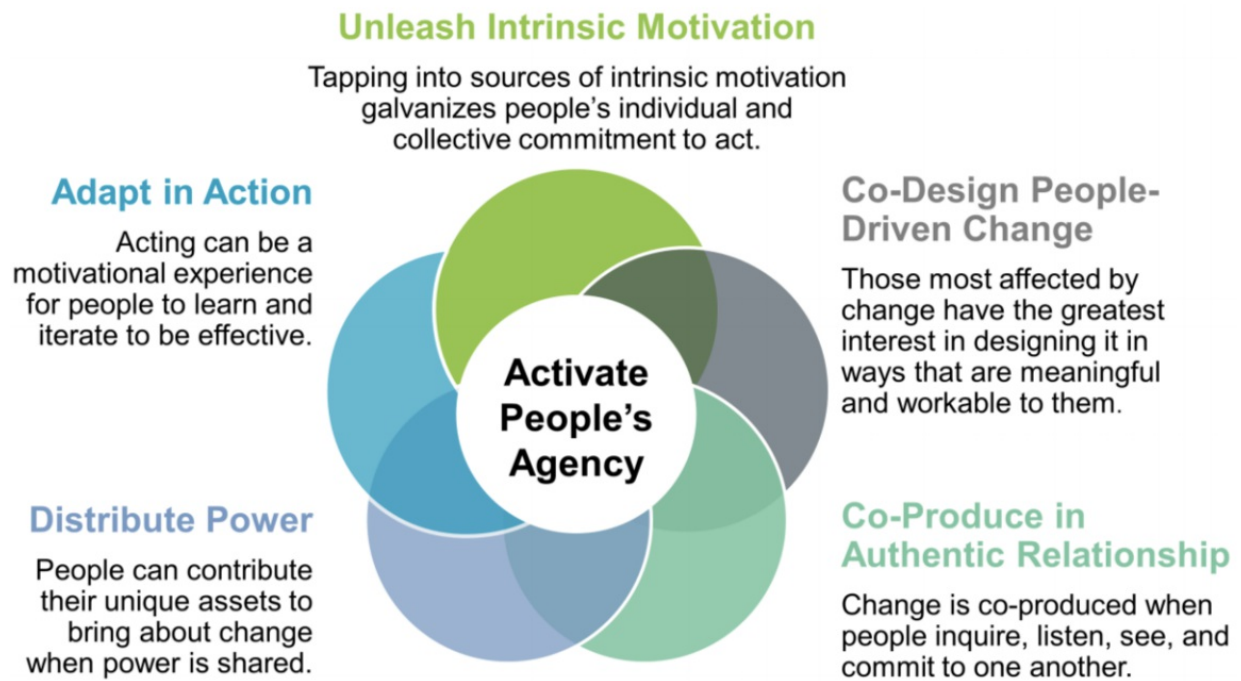 Unleash Intrinsic Motivation
Tapping into sources of intrinsic motivation
galvanizes people's individual and
collective commitment to act.
Adapt in Action
Acting can be a
motivational experience
for people to learn and
iterate to be effective.
Co-Design People-
Driven Change
Those most affected by
change have the greatest
interest in designing it in
ways that are meaningful
and workable to them.
Activate
People's
Agency
Distribute Power
People can contribute
their unique assets to
bring about change
when power is shared.
Co-Produce in
Authentic Relationship
Change is co-produced when
people inquire, listen, see, and
commit to one another.